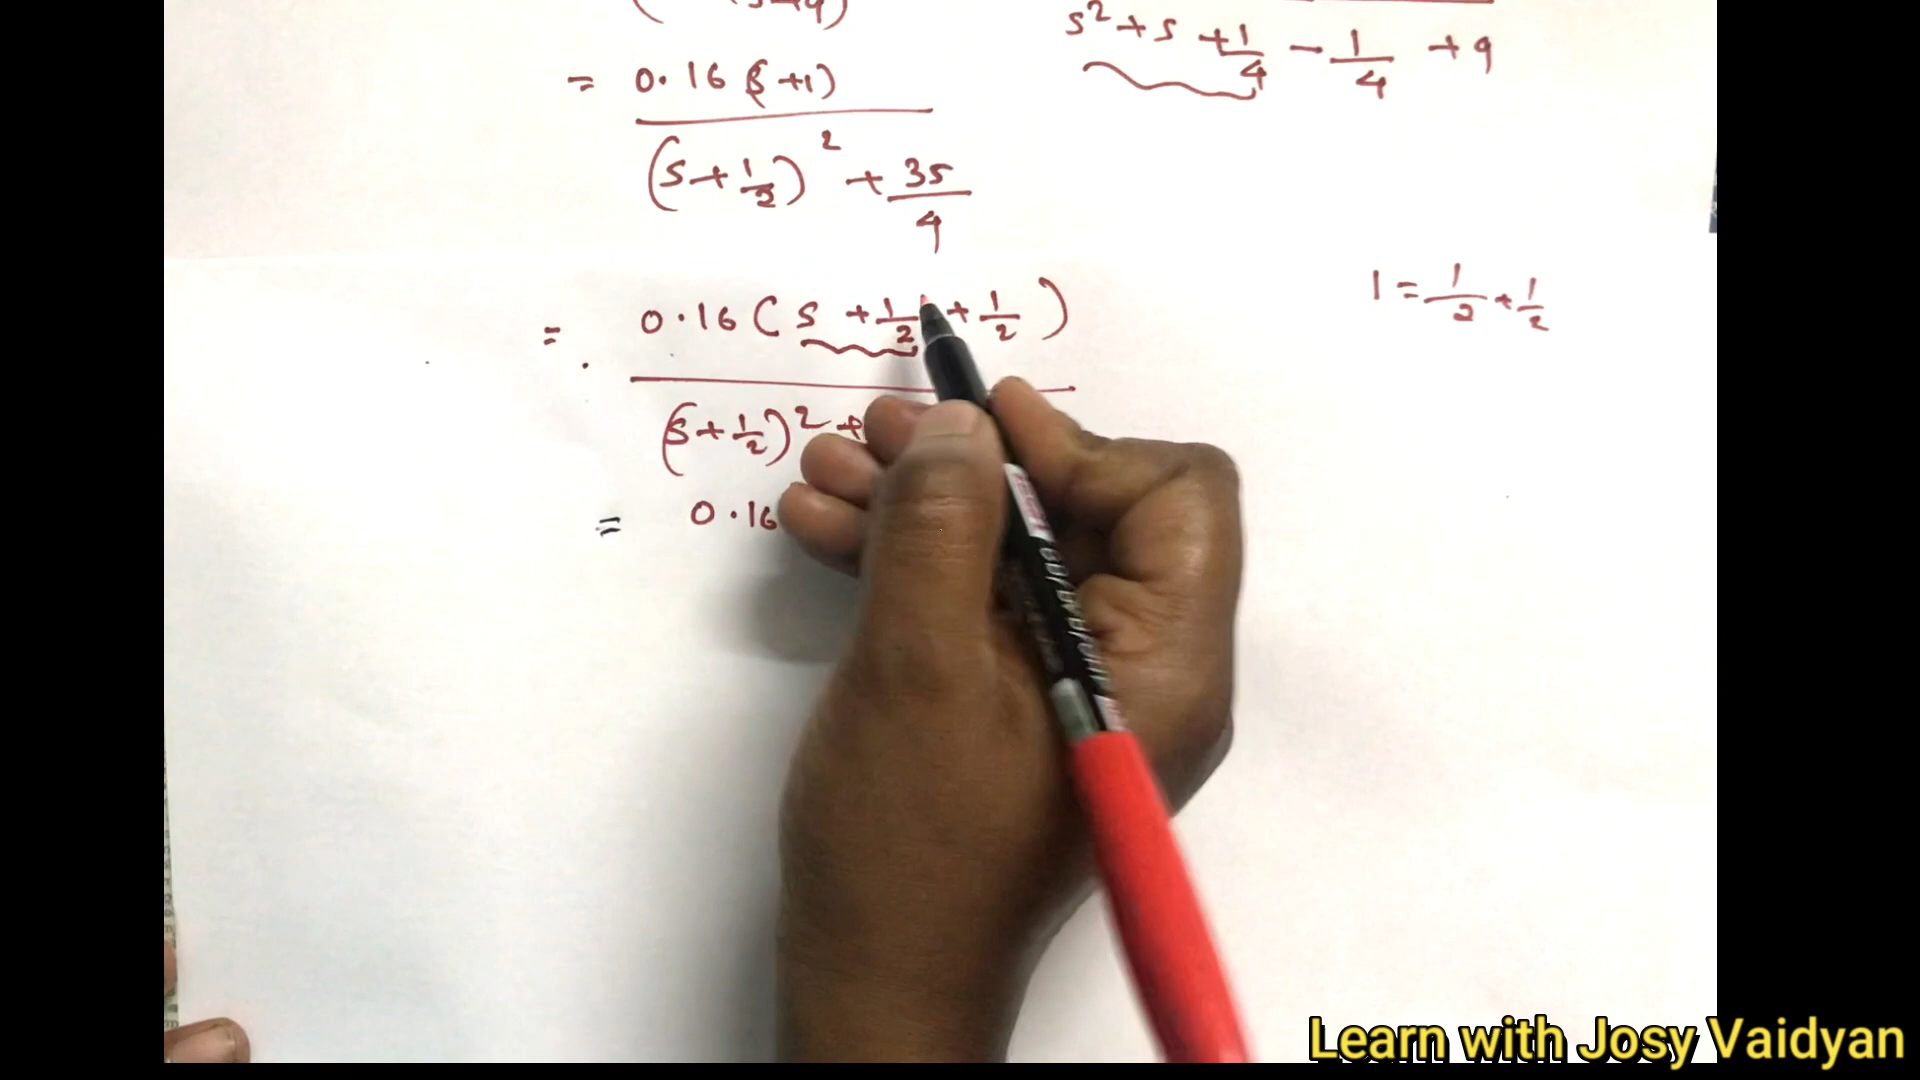 s² + s + 1/4 - 1/4 + 9
= 0.16 (s+1)
(s + 1/2)² + 35/4
1 = 1/2 + 1/2
= 0.16 ( s + 1/2 + 1/2 )
(s + 1/2)² +
= 0.16
Learn with Josy Vaidyan